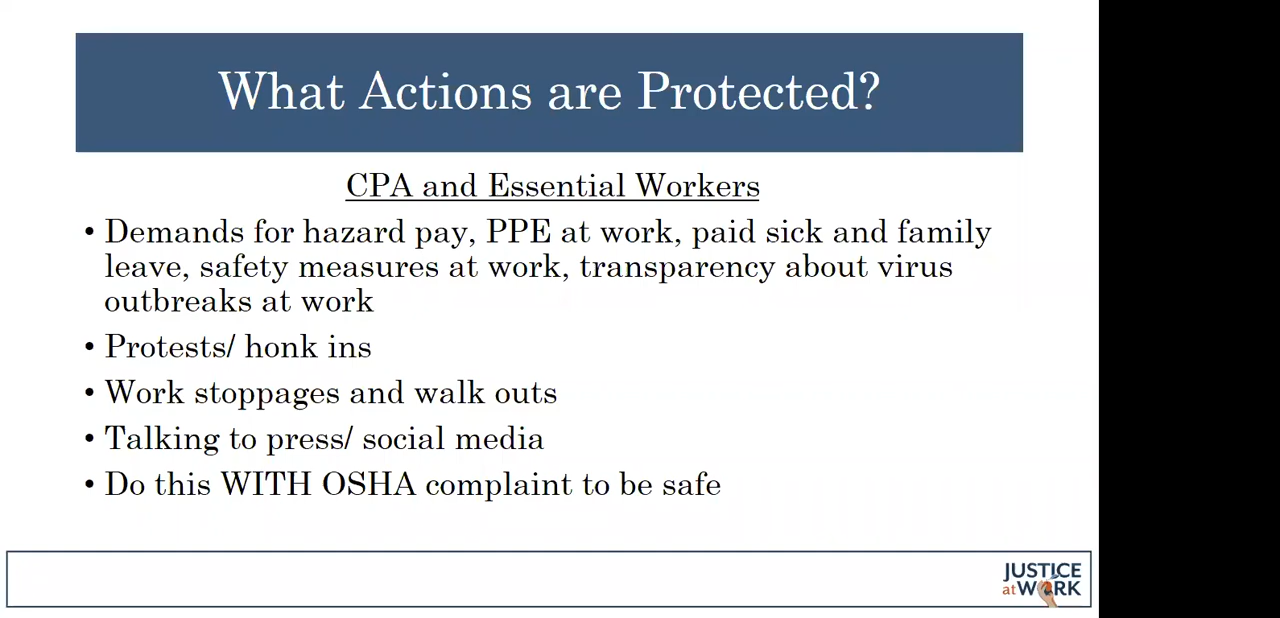 What Actions are Protected?
CPA and Essential Workers
• Demands for hazard pay, PPE at work, paid sick and family
leave, safety measures at work, transparency about virus
outbreaks at work
• Protests/ honk ins
• Work stoppages and walk outs
• Talking to press/ social media
• Do this WITH OSHA complaint to be safe
JUSTICE
at WORK